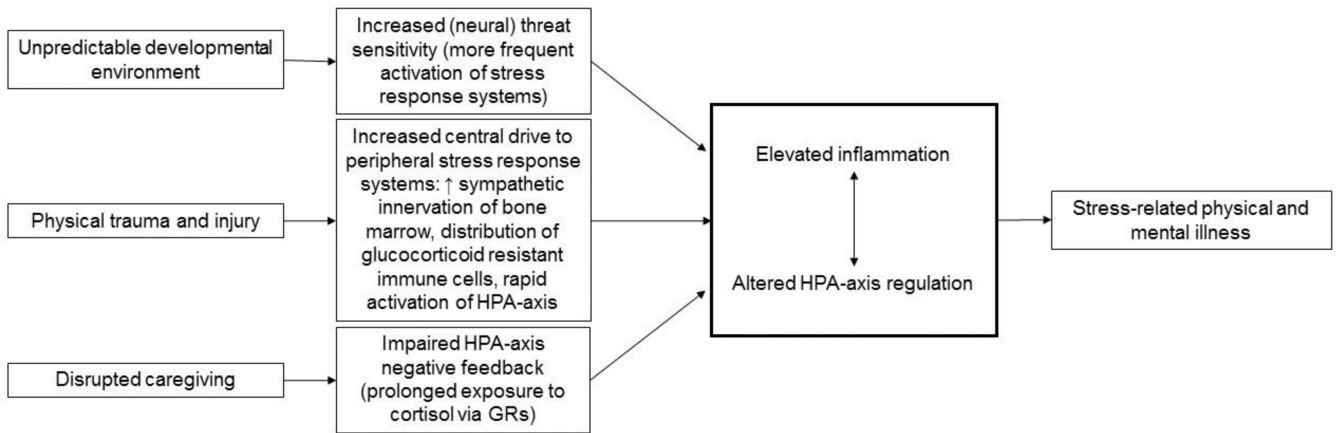 Unpredictable developmental
environment
Increased (neural) threat
sensitivity (more frequent
activation of stress
response systems)
Physical trauma and injury
Increased central drive to
peripheral stress response
systems: ↑ sympathetic
innervation of bone
marrow, distribution of
glucocorticoid resistant
immune cells, rapid
activation of HPA-axis
Disrupted caregiving
Impaired HPA-axis
negative feedback
(prolonged exposure to
cortisol via GRs)
Elevated inflammation
Altered HPA-axis regulation
Stress-related physical and
mental illness